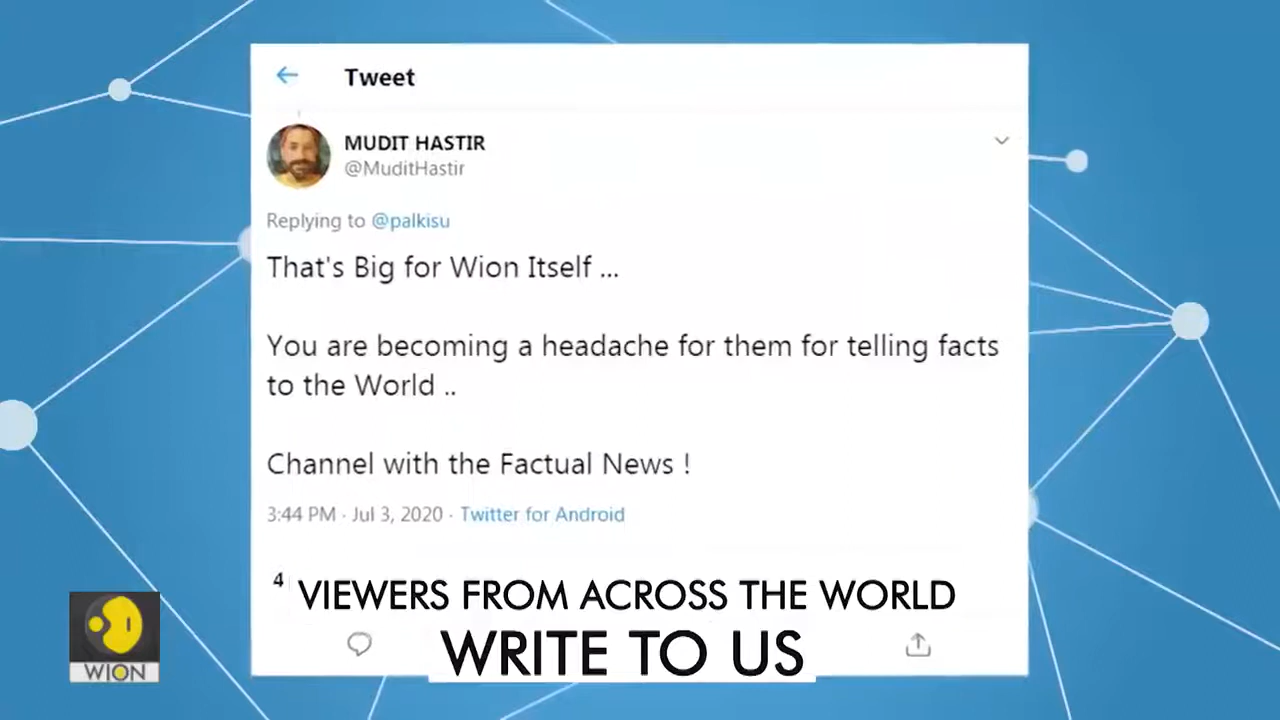 Tweet
MUDIT HASTIR
@MuditHastir
Replying to @palkisu
That's Big for Wion Itself ...
You are becoming a headache for them for telling facts
to the World ..
Channel with the Factual News !
3:44 PM · Jul 3, 2020 · Twitter for Android
4
VIEWERS FROM ACROSS THE WORLD
WRITE TO US
WION